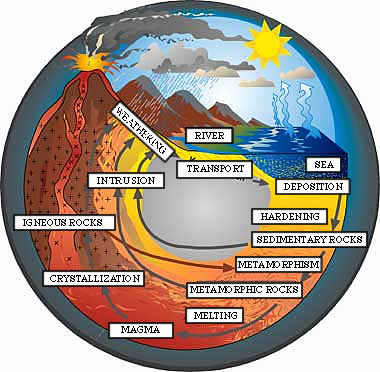 WEATHERING
RIVER
TRANSPORT
SEA
DEPOSITION
INTRUSION
HARDENING
IGNEOUS ROCKS
SEDIMENTARY ROCKS
METAMORPHISM
CRYSTALLIZATION
METAMORPHIC ROCKS
MELTING
MAGMA